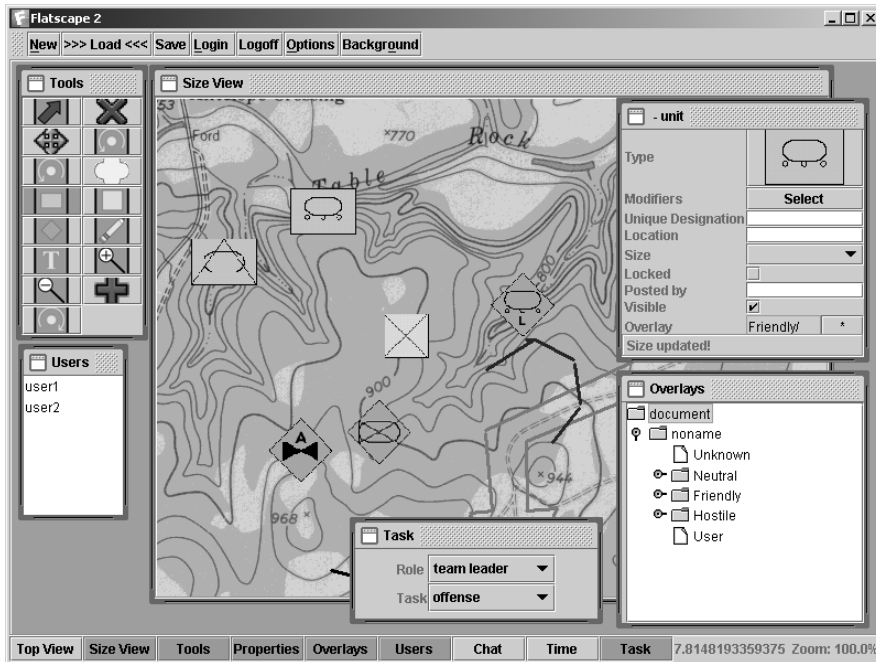 Flatscape 2
New >>> Load <<< Save Login Logoff Options Background
Tools
T
Users
user1
user2
Size View
53
Ford
×770
Table Rock
800
L
900
A
944
968 ×
- unit
Type
Modifiers Select
Unique Designation
Location
Size
Locked
Posted by
Visible
Overlay Friendly/ *
Size updated!
Overlays
document
noname
Unknown
Neutral
Friendly
Hostile
User
Task
Role team leader
Task offense
Top View Size View Tools Properties Overlays Users Chat Time Task 7.8148193359375 Zoom: 100.0%